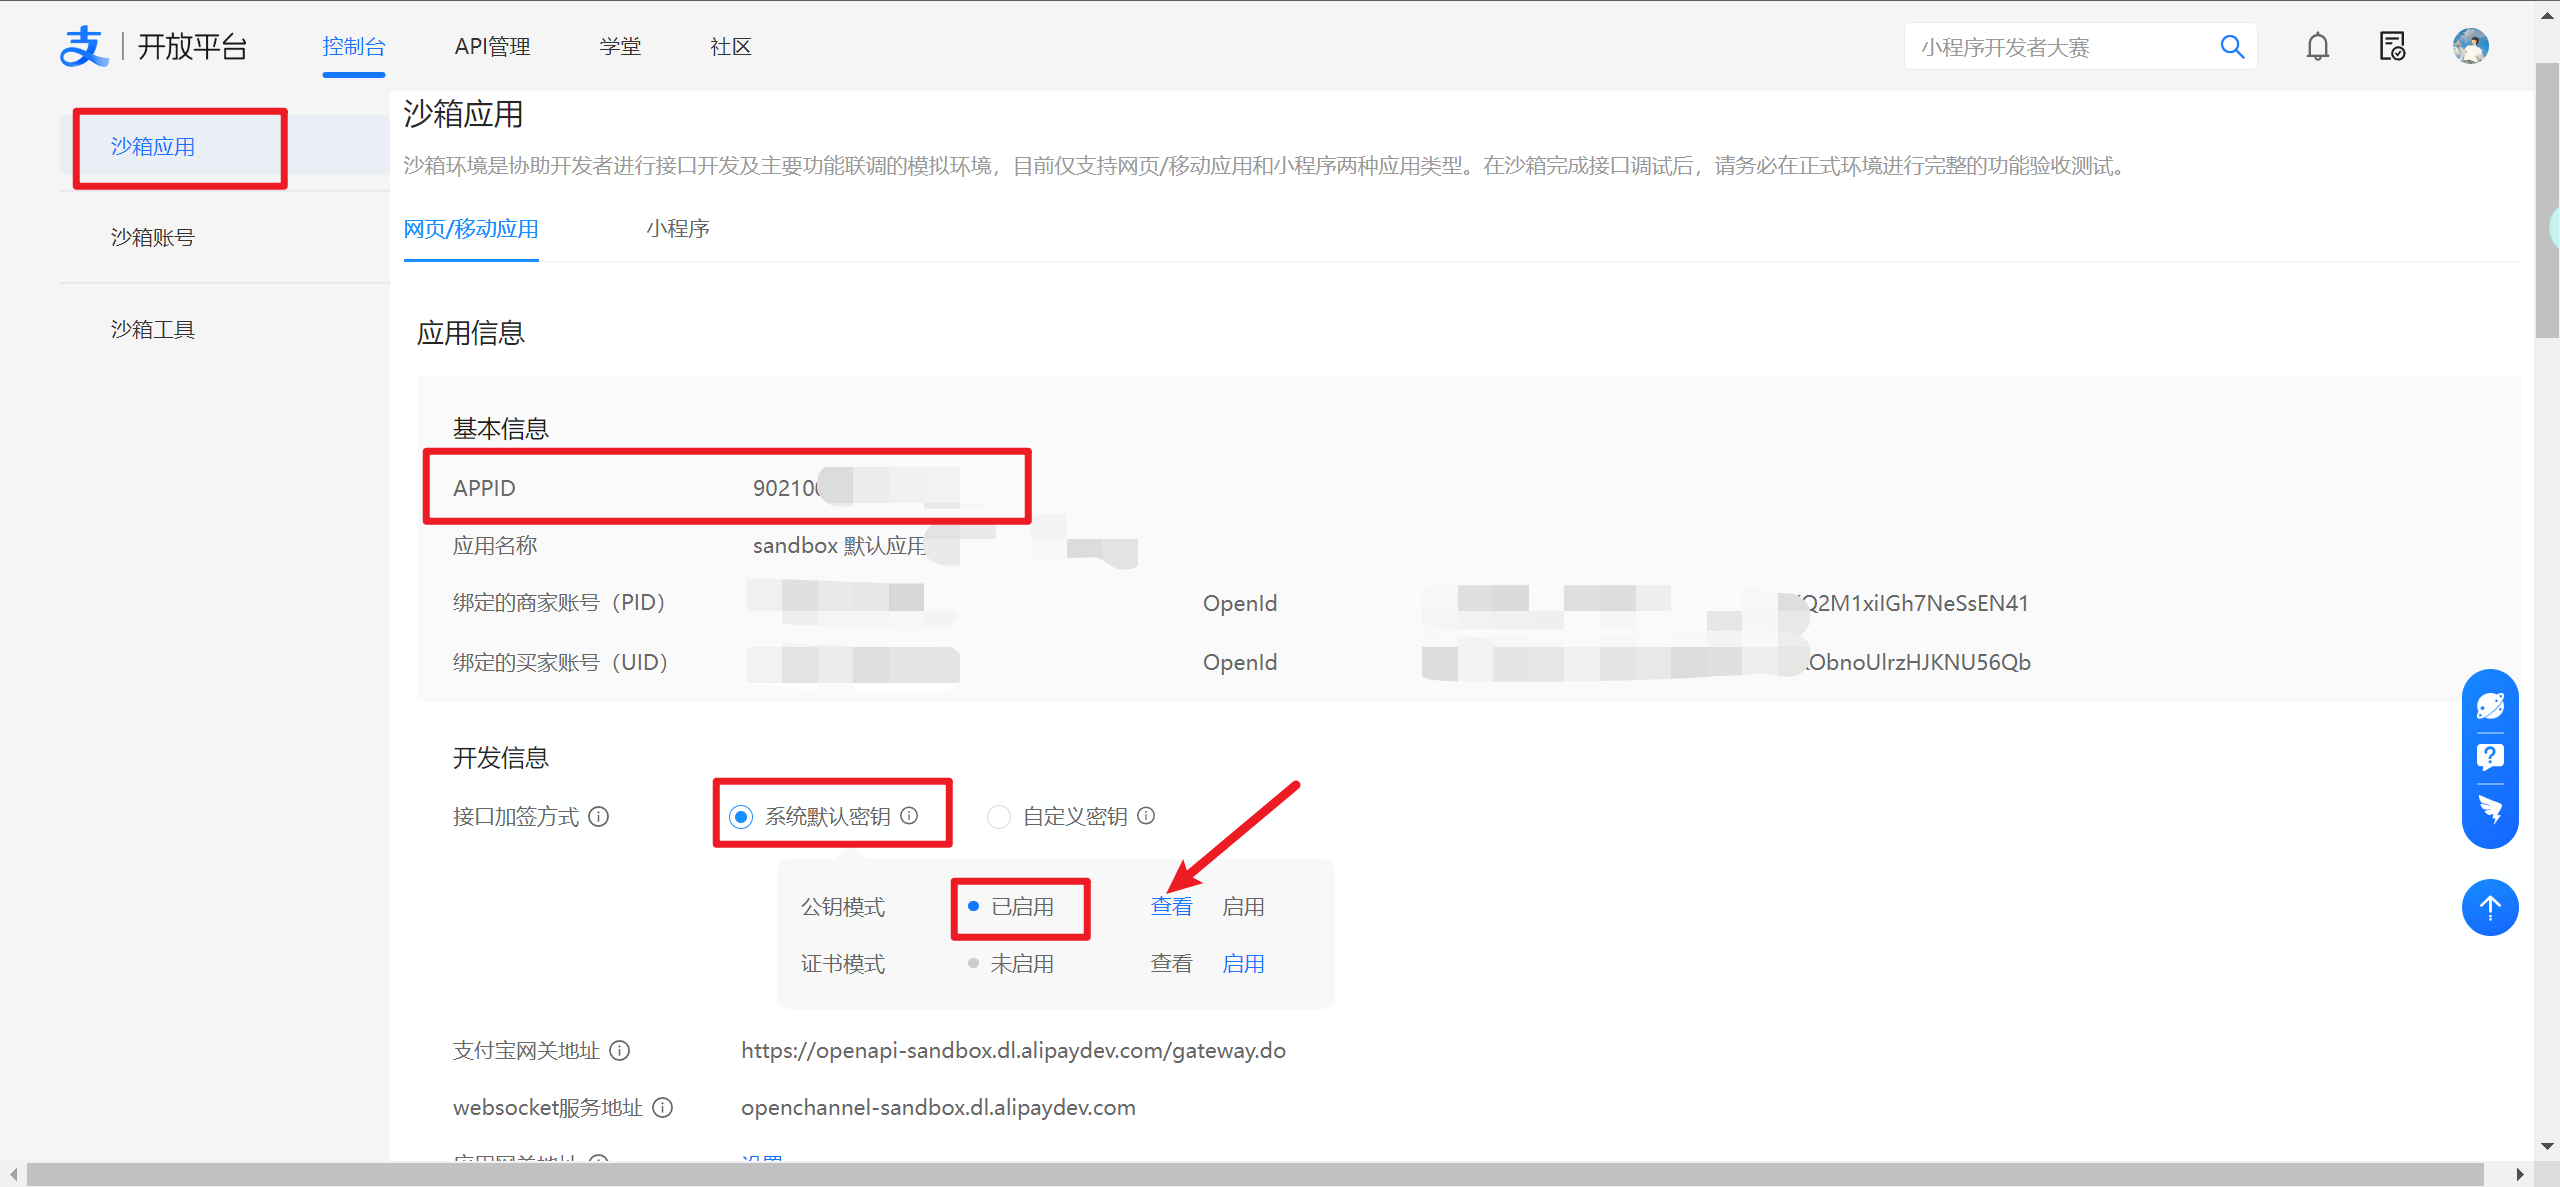 支 开放平台 控制台 API管理 学堂 社区 小程序开发者大赛
沙箱应用
沙箱账号
沙箱工具
沙箱应用
沙箱环境是协助开发者进行接口开发及主要功能联调的模拟环境，目前仅支持网页/移动应用和小程序两种应用类型。在沙箱完成接口调试后，请务必在正式环境进行完整的功能验收测试。
网页/移动应用 小程序
应用信息
基本信息
APPID 90210
应用名称 sandbox 默认应用
绑定的商家账号（PID） OpenId Q2M1xiIGh7NeSsEN41
绑定的买家账号（UID） OpenId ObnoUlrzHJKNU56Qb
开发信息
接口加签方式 系统默认密钥 自定义密钥
公钥模式 已启用 查看 启用
证书模式 未启用 查看 启用
支付宝网关地址 https://openapi-sandbox.dl.alipaydev.com/gateway.do
websocket服务地址 openchannel-sandbox.dl.alipaydev.com
应用网关地址 设置